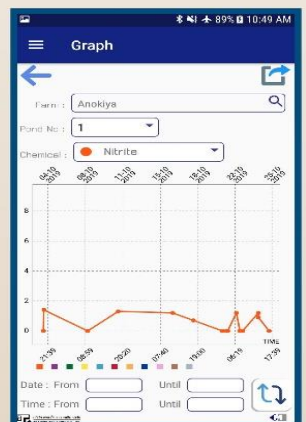 89% 10:49 AM
Graph
Farm : Anokiya
Pond No : 1
Chemical : Nitrite
04-10 2019 08-10 2019 11-10 2019 15-10 2019 18-10 2019 22-10 2019 25-10 2019
8
6
4
2
0
TIME
21:39 08:59 20:20 07:40 19:00 06:19 17:39
Date : From Until
Time : From Until